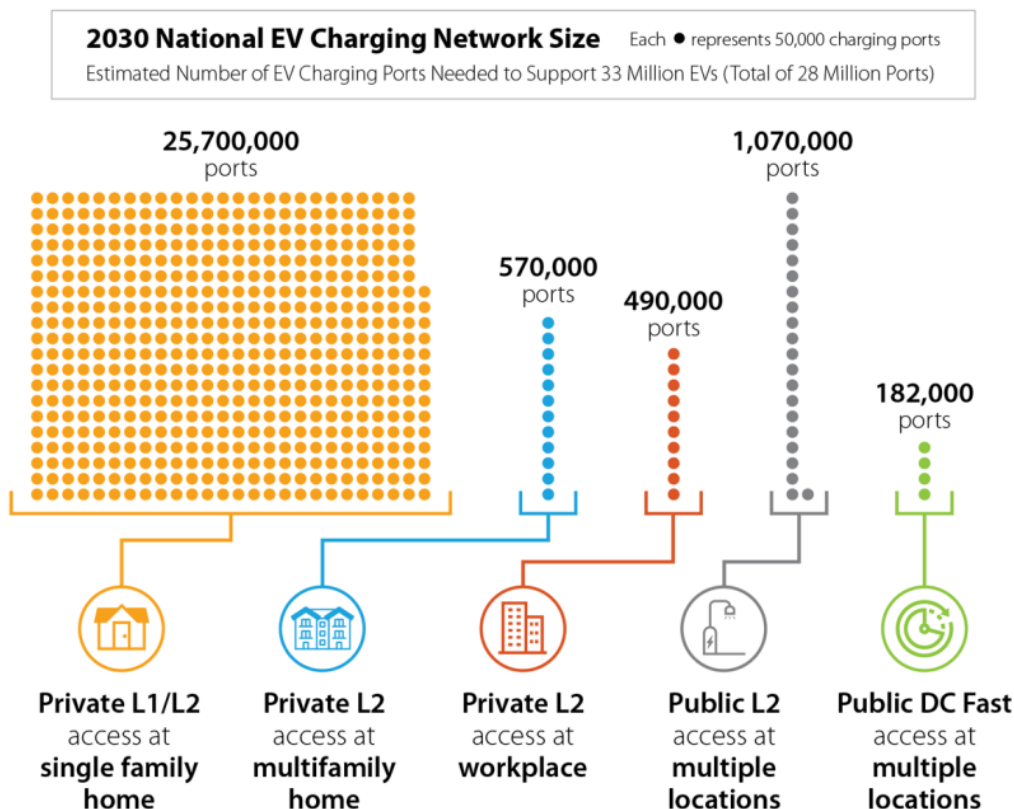 2030 National EV Charging Network Size Each ● represents 50,000 charging ports
Estimated Number of EV Charging Ports Needed to Support 33 Million EVs (Total of 28 Million Ports)
25,700,000
ports
570,000
ports
490,000
ports
1,070,000
ports
182,000
ports
Private L1/L2
access at
single family
home
Private L2
access at
multifamily
home
Private L2
access at
workplace
Public L2
access at
multiple
locations
Public DC Fast
access at
multiple
locations